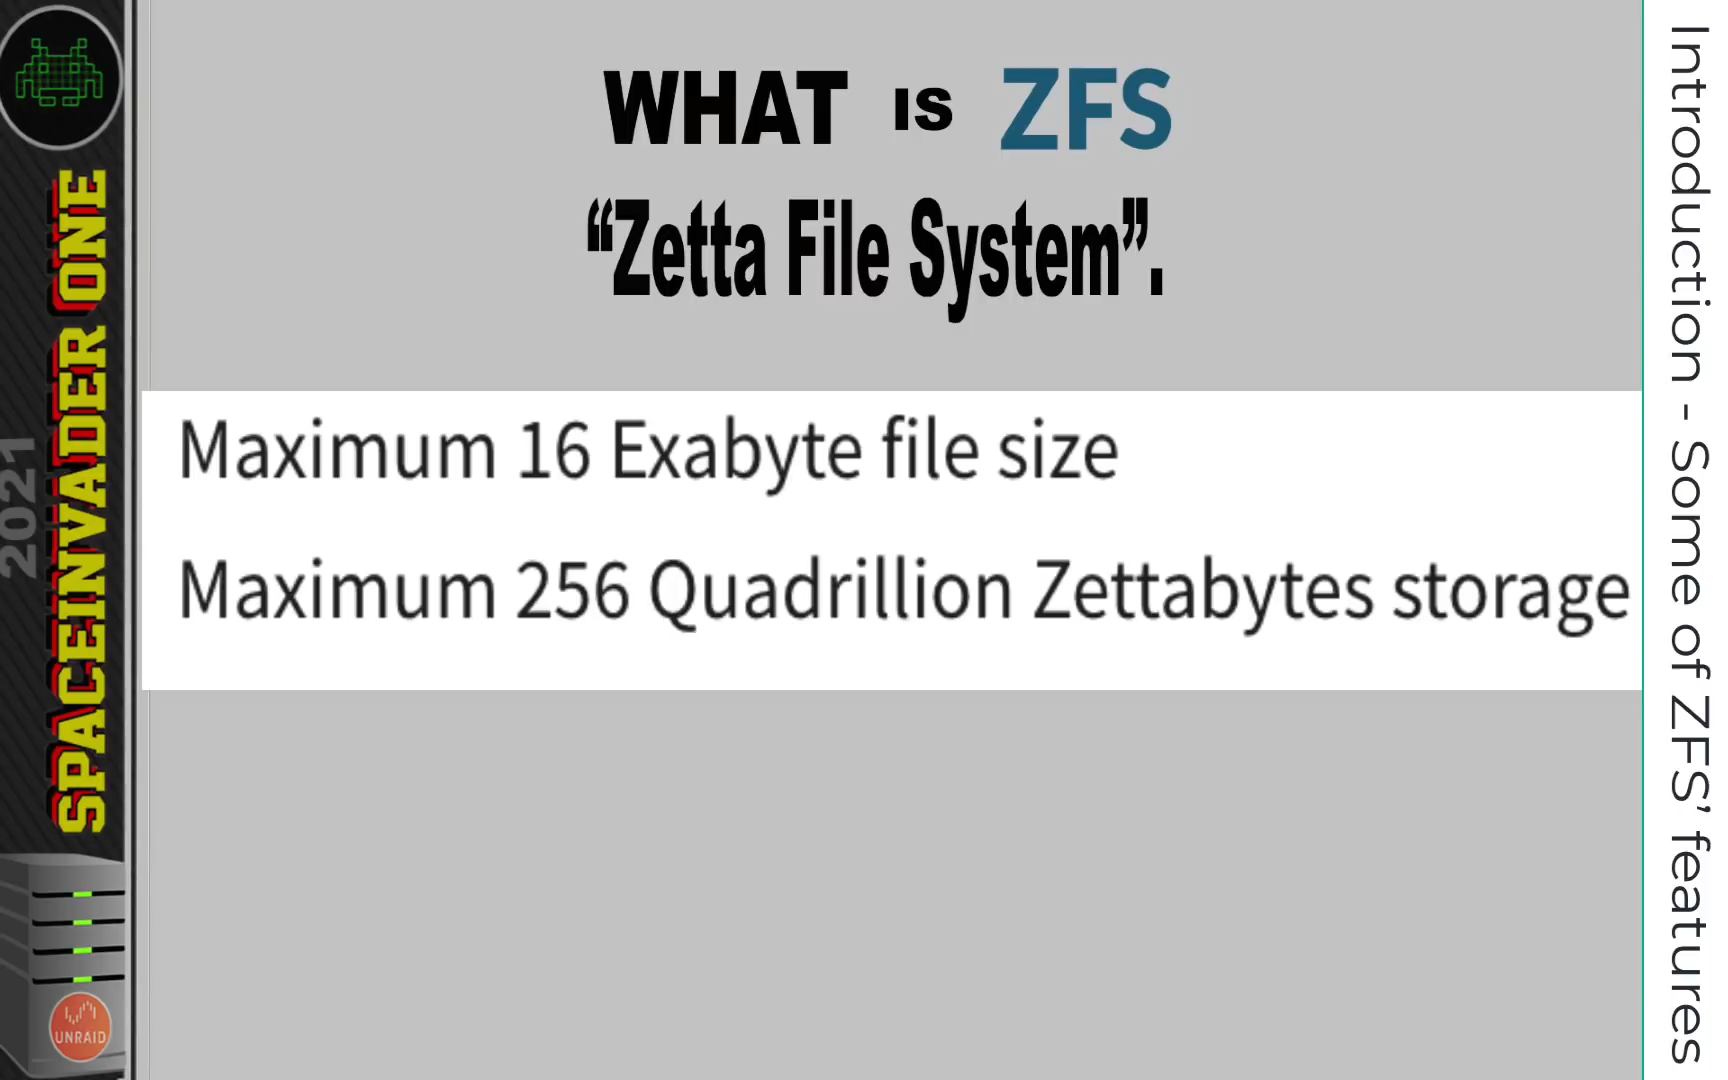 WHAT IS ZFS
“Zetta File System”.
Maximum 16 Exabyte file size
Maximum 256 Quadrillion Zettabytes storage
2021
SPACEINVADER ONE
UNRAID
Introduction - Some of ZFS’ features